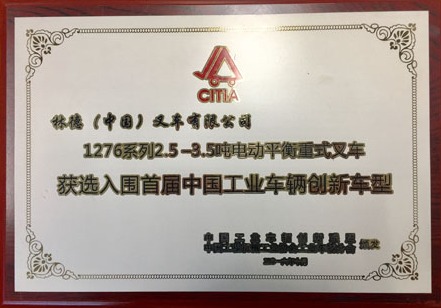 CITIA
林德（中国）叉车有限公司
1276系列2.5–3.5吨电动平衡重式叉车
获选入围首届中国工业车辆创新车型
颁发